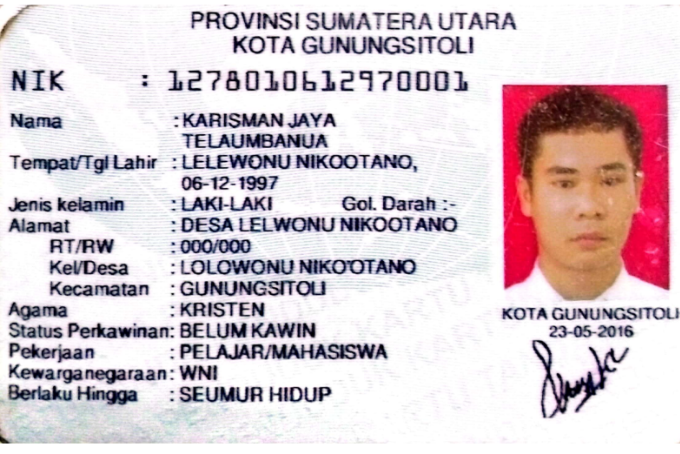 PROVINSI SUMATERA UTARA
KOTA GUNUNGSITOLI
NIK : 1278010612970001
Nama : KARISMAN JAYA
TELAUMBANUA
Tempat/Tgl Lahir : LELEWONU NIKOOTANO,
06-12-1997
Jenis kelamin : LAKI-LAKI Gol. Darah :-
Alamat : DESA LELWONU NIKOOTANO
RT/RW : 000/000
Kel/Desa : LOLOWONU NIKO'OTANO
Kecamatan : GUNUNGSITOLI
Agama : KRISTEN
Status Perkawinan: BELUM KAWIN
Pekerjaan : PELAJAR/MAHASISWA
Kewarganegaraan: WNI
Berlaku Hingga : SEUMUR HIDUP
KOTA GUNUNGSITOLI
23-05-2016